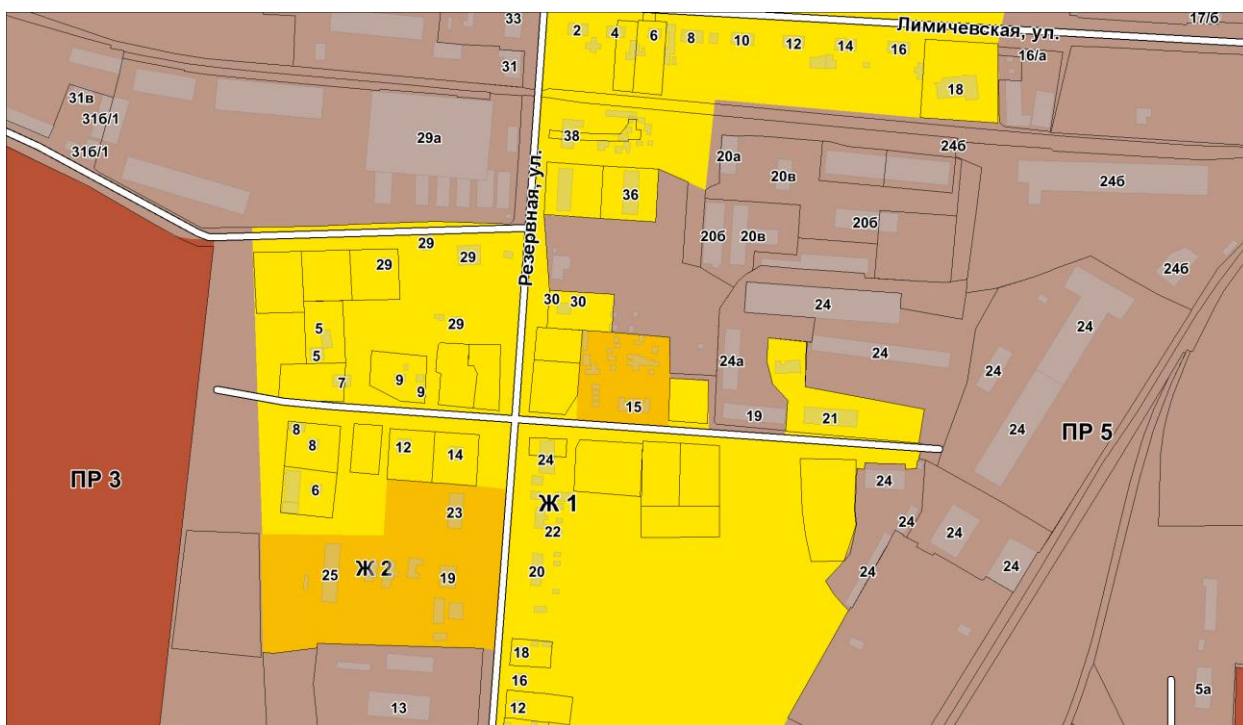 33
2
4
6
8
10
12
14
16
Лимичевская, ул.
17/б
31
16/а
18
31в
31б/1
29а
38
31б/1
24б
20а
20в
24б
36
20б
20в
20б
Резервная, ул.
29
29
29
24б
30
30
24
29
24
5
5
24а
24
24
7
9
9
15
19
21
24
ПР 5
8
8
12
14
24
6
ПР 3
23
Ж 1
22
24
24
24
24
25
Ж 2
19
20
24
18
16
12
13
5а